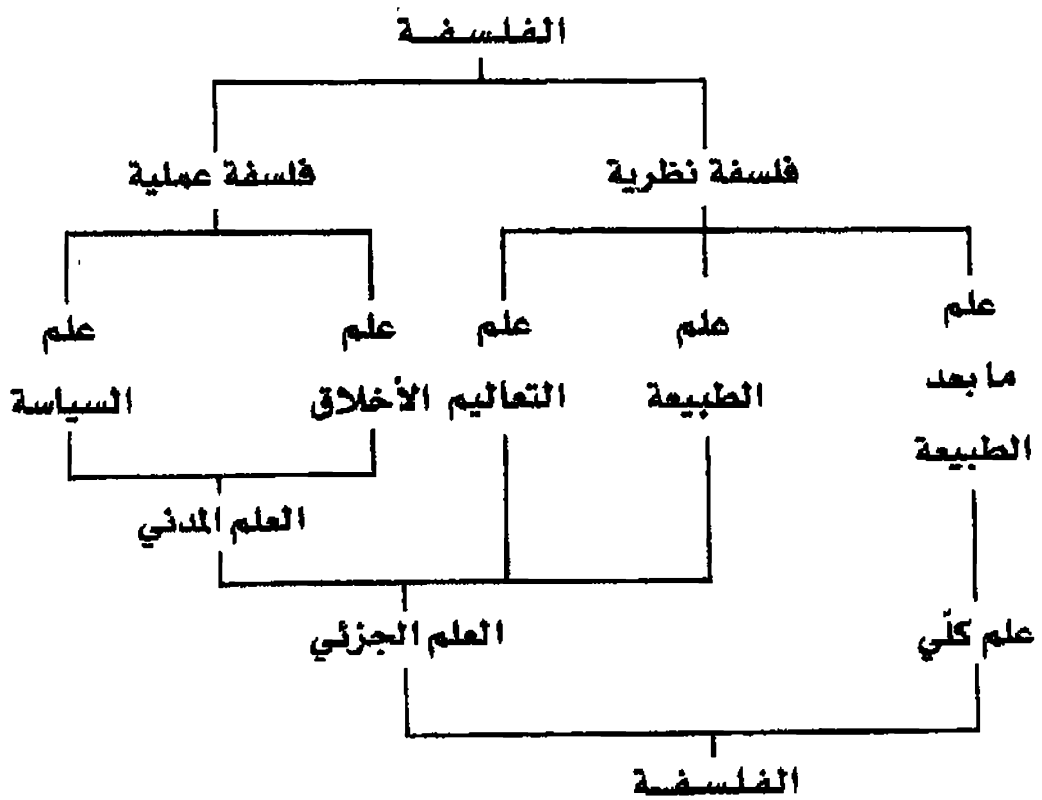 الفلسفة
فلسفة نظرية
فلسفة عملية
علم
ما بعد
الطبيعة
علم
الطبيعة
علم
التعاليم
علم
الأخلاق
علم
السياسة
العلم المدني
علم كلّي
العلم الجزئي
الفلسفة